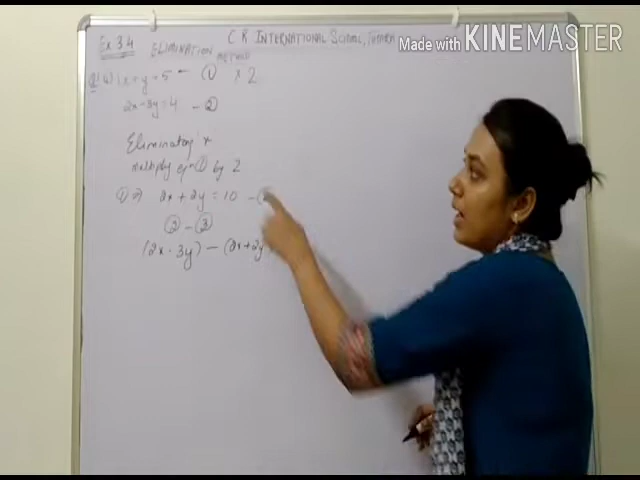 Ex 3.4 ELIMINATION METHOD
C R INTERNATIONAL SCHOOL,
Made with KINEMASTER
x + y = 5 - ① × 2
2x - 3y = 4 - ②
Eliminating x
multiply eqn ① by 2
① ⇒ 2x + 2y = 10 -
② - ③
(2x - 3y) - (2x + 2y